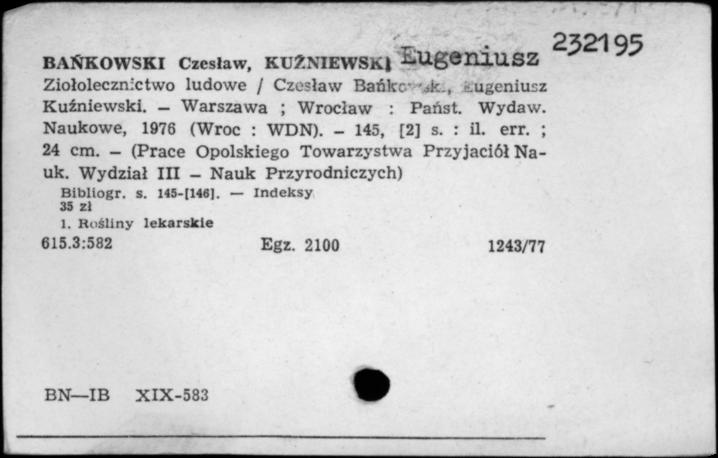 BAŃKOWSKI Czesław, KUŹNIEWSKI Eugeniusz 232195
Ziołolecznictwo ludowe / Czesław Bańkowski, Eugeniusz
Kuźniewski. — Warszawa ; Wrocław : Państ. Wydaw.
Naukowe, 1976 (Wroc : WDN). — 145, [2] s. : il. err. ;
24 cm. — (Prace Opolskiego Towarzystwa Przyjaciół Na-
uk. Wydział III — Nauk Przyrodniczych)
Bibliogr. s. 145-[146]. — Indeksy
35 zł
1. Rośliny lekarskie
615.3:582 Egz. 2100 1243/77
BN—IB XIX-583